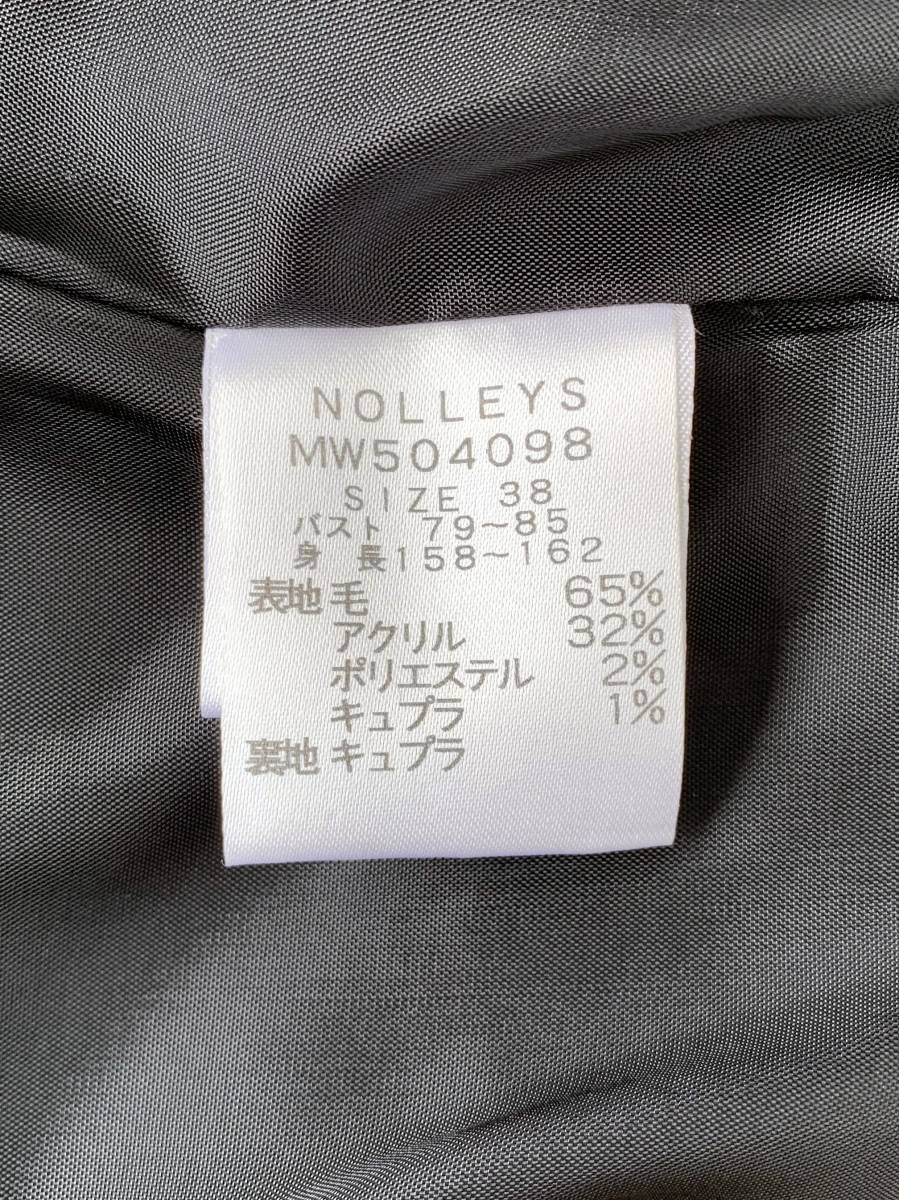 NOLLEYS
MW504098
SIZE 38
バスト 79~85
身 長158~162
表地 毛 65%
アクリル 32%
ポリエステル 2%
キュプラ 1%
裏地 キュプラ